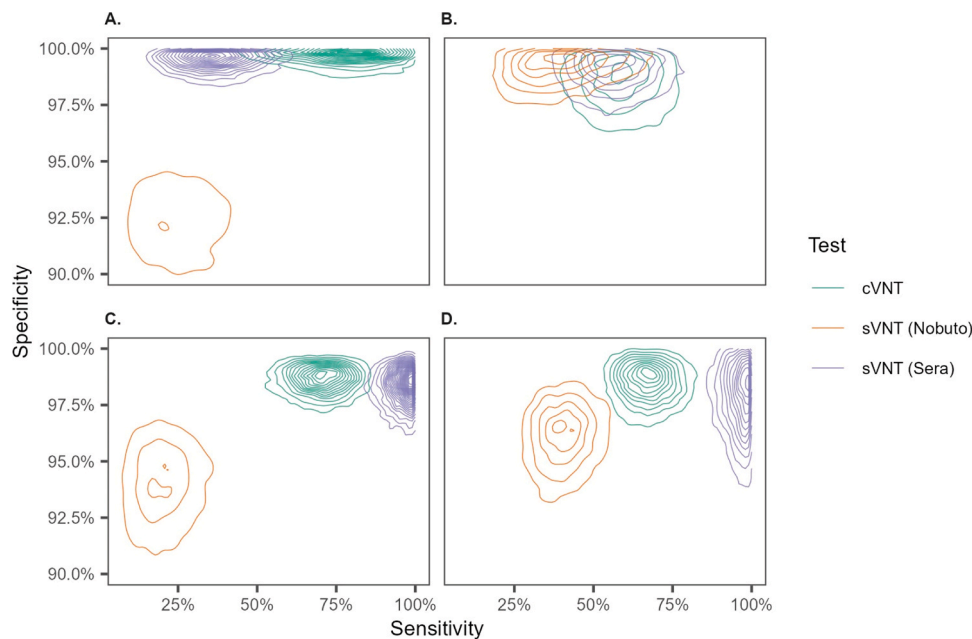 A.
B.
100.0%
97.5%
95.0%
92.5%
90.0%
C.
D.
100.0%
97.5%
95.0%
92.5%
90.0%
25%
50%
75%
100%
25%
50%
75%
100%
Sensitivity
Specificity
Test
cVNT
sVNT (Nobuto)
sVNT (Sera)